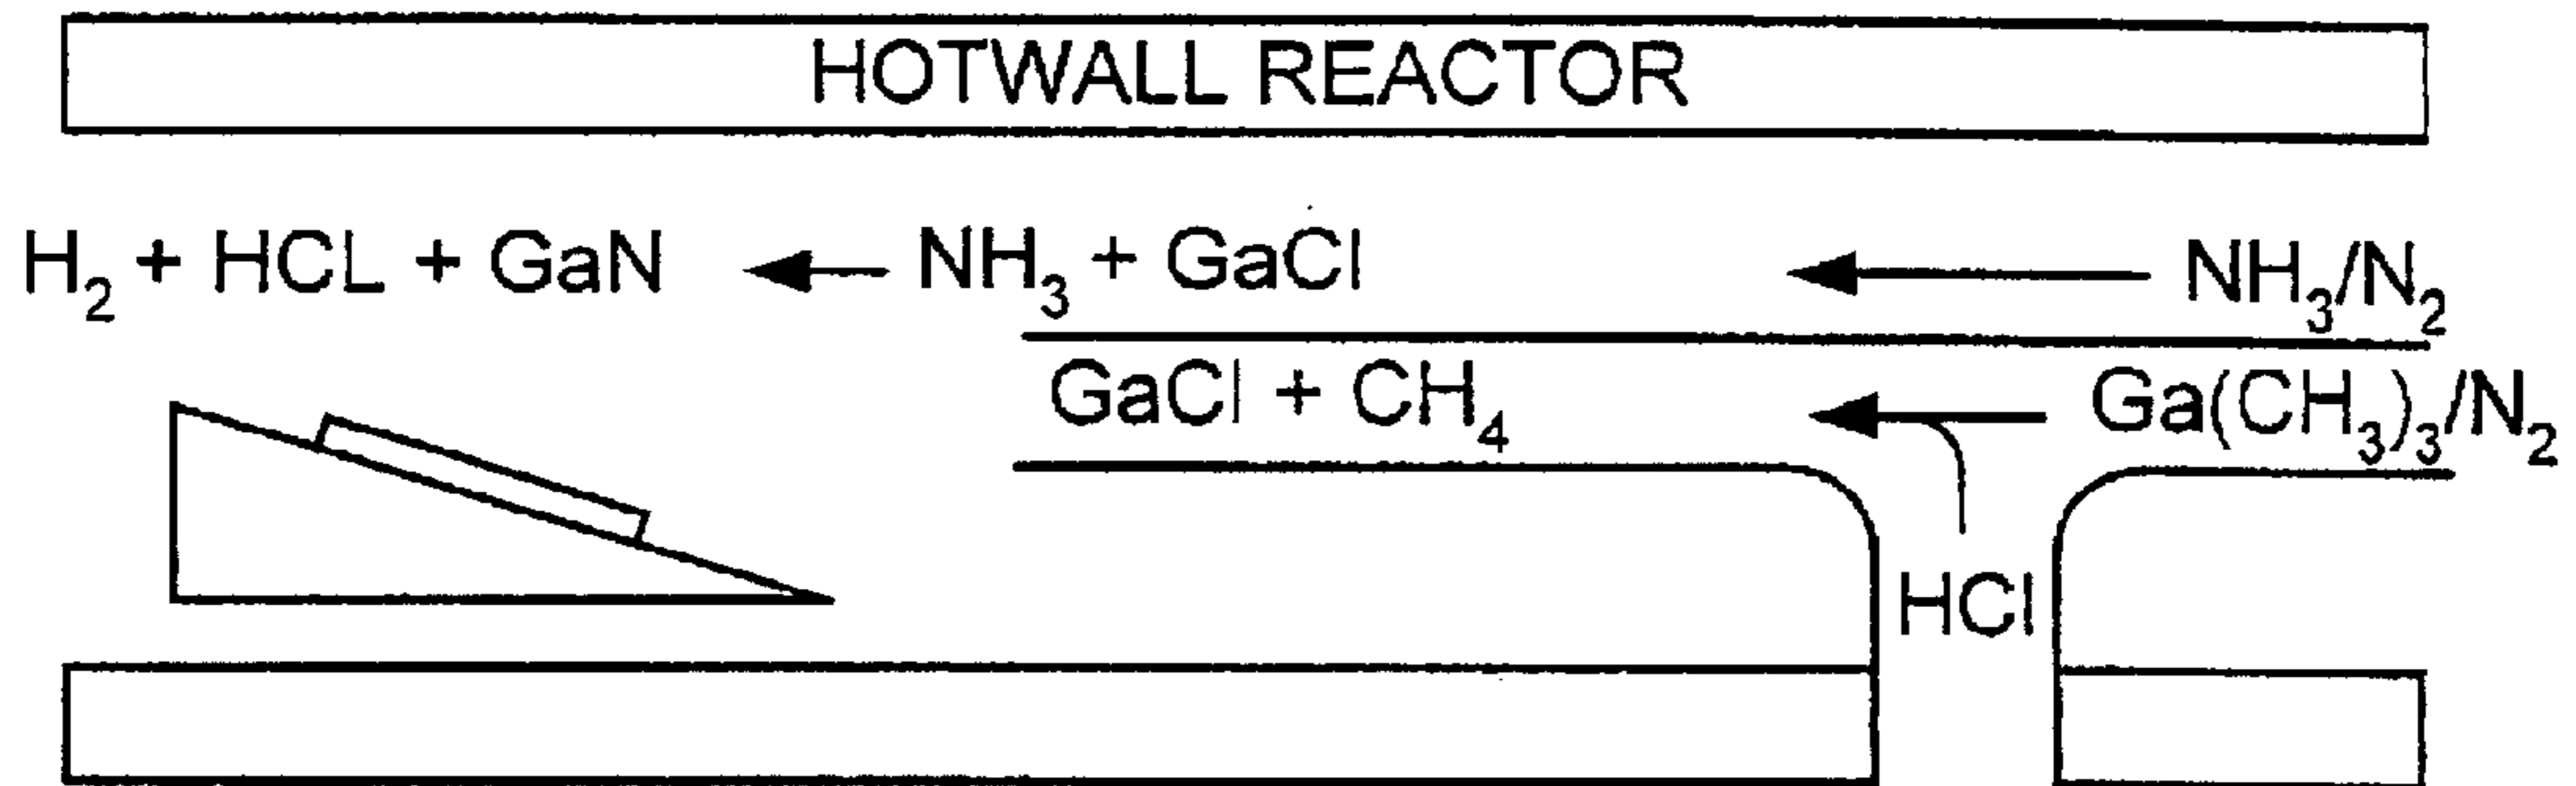 HOTWALL REACTOR
H₂ + HCL + GaN ← NH₃ + GaCl ← NH₃/N₂
GaCl + CH₄ ← Ga(CH₃)₃/N₂
HCl